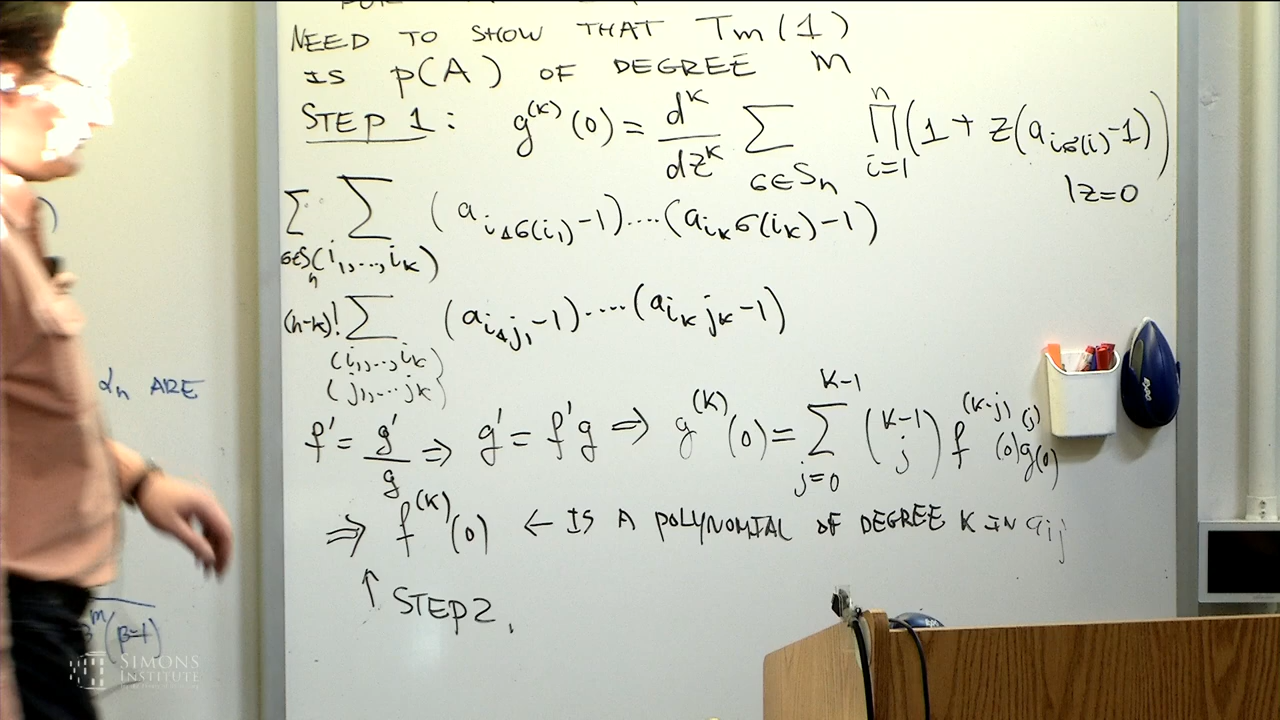 NEED TO SHOW THAT Tm(1)
IS p(A) OF DEGREE m
STEP 1: g^(k)(0) = d^k/dz^k ∑_{σ∈S_n} ∏_{i=1}^{n} (1 + z(a_{iσ(i)} - 1)) |z=0
∑_{σ∈S_n} ∑_{(i_1,...,i_k)} (a_{i_1σ(i_1)} - 1)....(a_{i_kσ(i_k)} - 1)
(n-k)! ∑_{(i_1,...,i_k) (j_1,...j_k)} (a_{i_1j_1} - 1)....(a_{i_kj_k} - 1)
f' = g'/g ⇒ g' = f'g ⇒ g^(k)(0) = ∑_{j=0}^{k-1} (k-1 j) f^(k-j)(0) g^(j)(0)
⇒ f^(k)(0) ← IS A POLYNOMIAL OF DEGREE K IN a_{ij}
↑ STEP 2.
α_n ARE
(β-1)
SIMONS
INSTITUTE